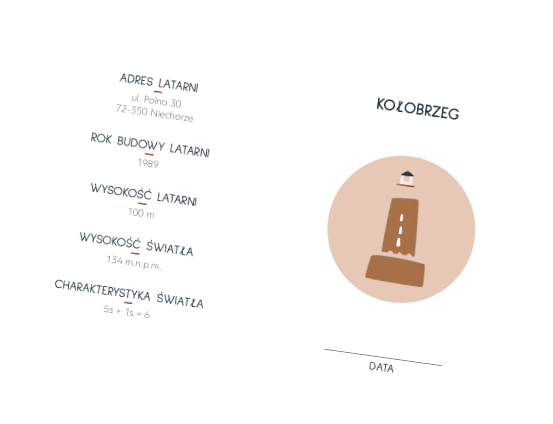 ADRES LATARNI
ul. Polna 30
72-350 Niechorze
ROK BUDOWY LATARNI
1989
WYSOKOŚĆ LATARNI
100 m
WYSOKOŚĆ ŚWIATŁA
134 m.n.p.m.
CHARAKTERYSTYKA ŚWIATŁA
5s + 1s = 6
KOŁOBRZEG
DATA